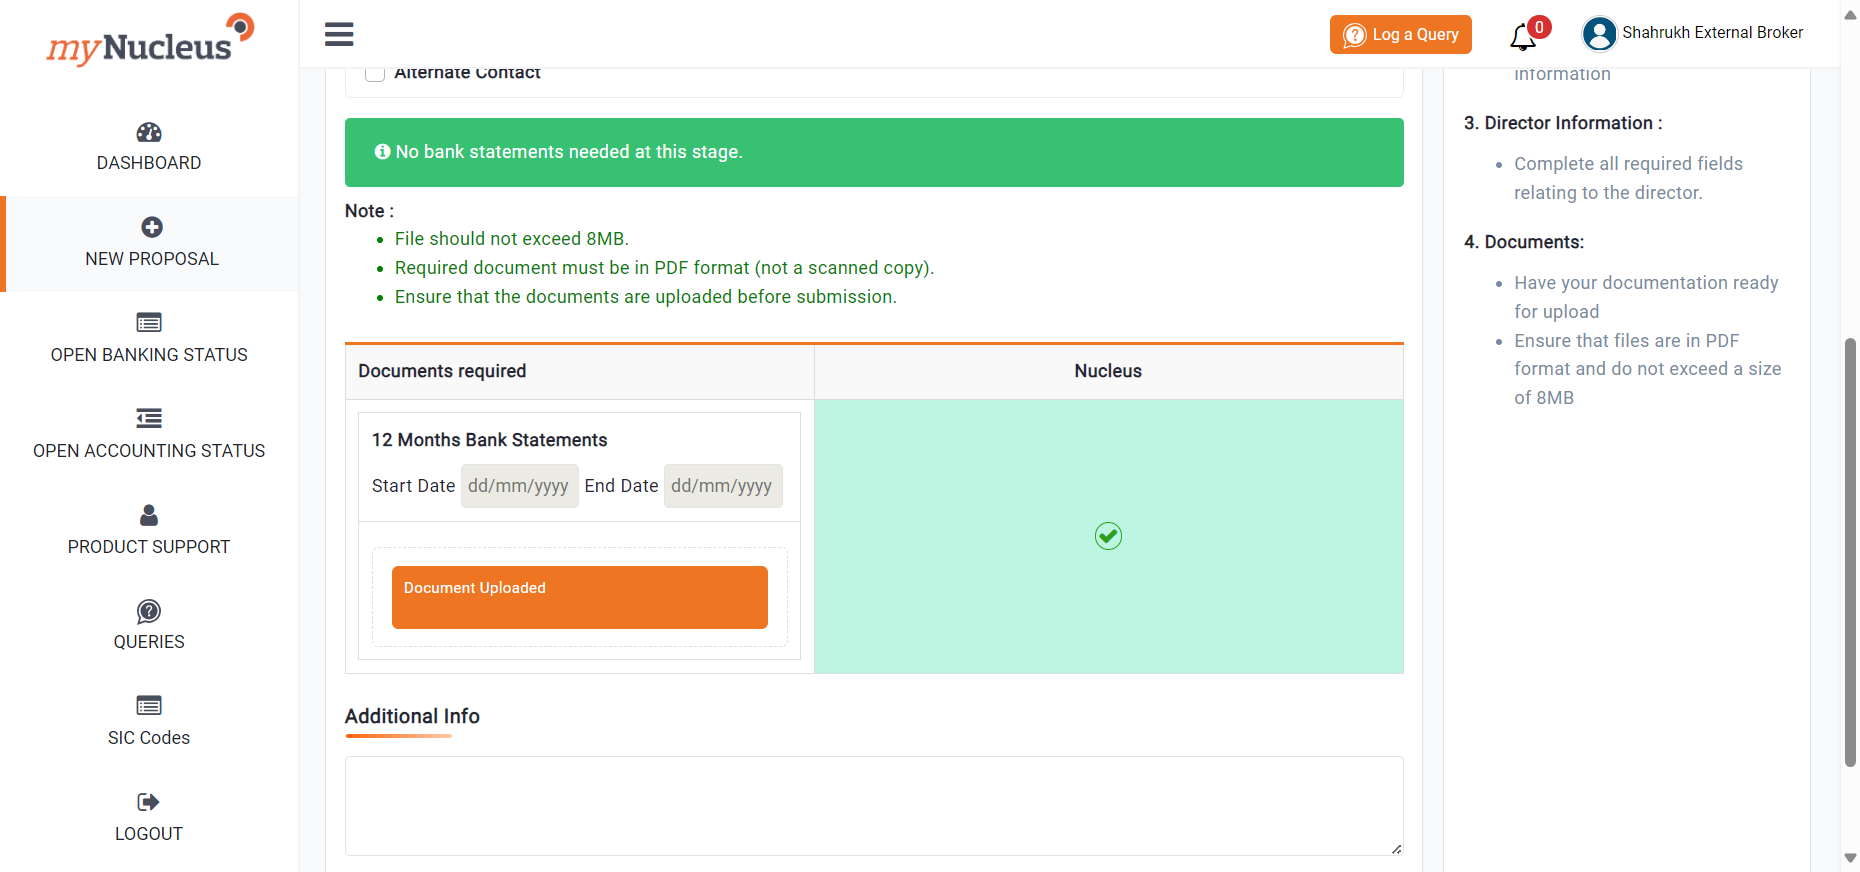 myNucleus
DASHBOARD
NEW PROPOSAL
OPEN BANKING STATUS
OPEN ACCOUNTING STATUS
PRODUCT SUPPORT
QUERIES
SIC Codes
LOGOUT
Log a Query
0
Shahrukh External Broker
Alternate Contact
No bank statements needed at this stage.
Note :
File should not exceed 8MB.
Required document must be in PDF format (not a scanned copy).
Ensure that the documents are uploaded before submission.
Documents required
Nucleus
12 Months Bank Statements
Start Date dd/mm/yyyy End Date dd/mm/yyyy
Document Uploaded
Additional Info
information
3. Director Information :
Complete all required fields
relating to the director.
4. Documents:
Have your documentation ready
for upload
Ensure that files are in PDF
format and do not exceed a size
of 8MB